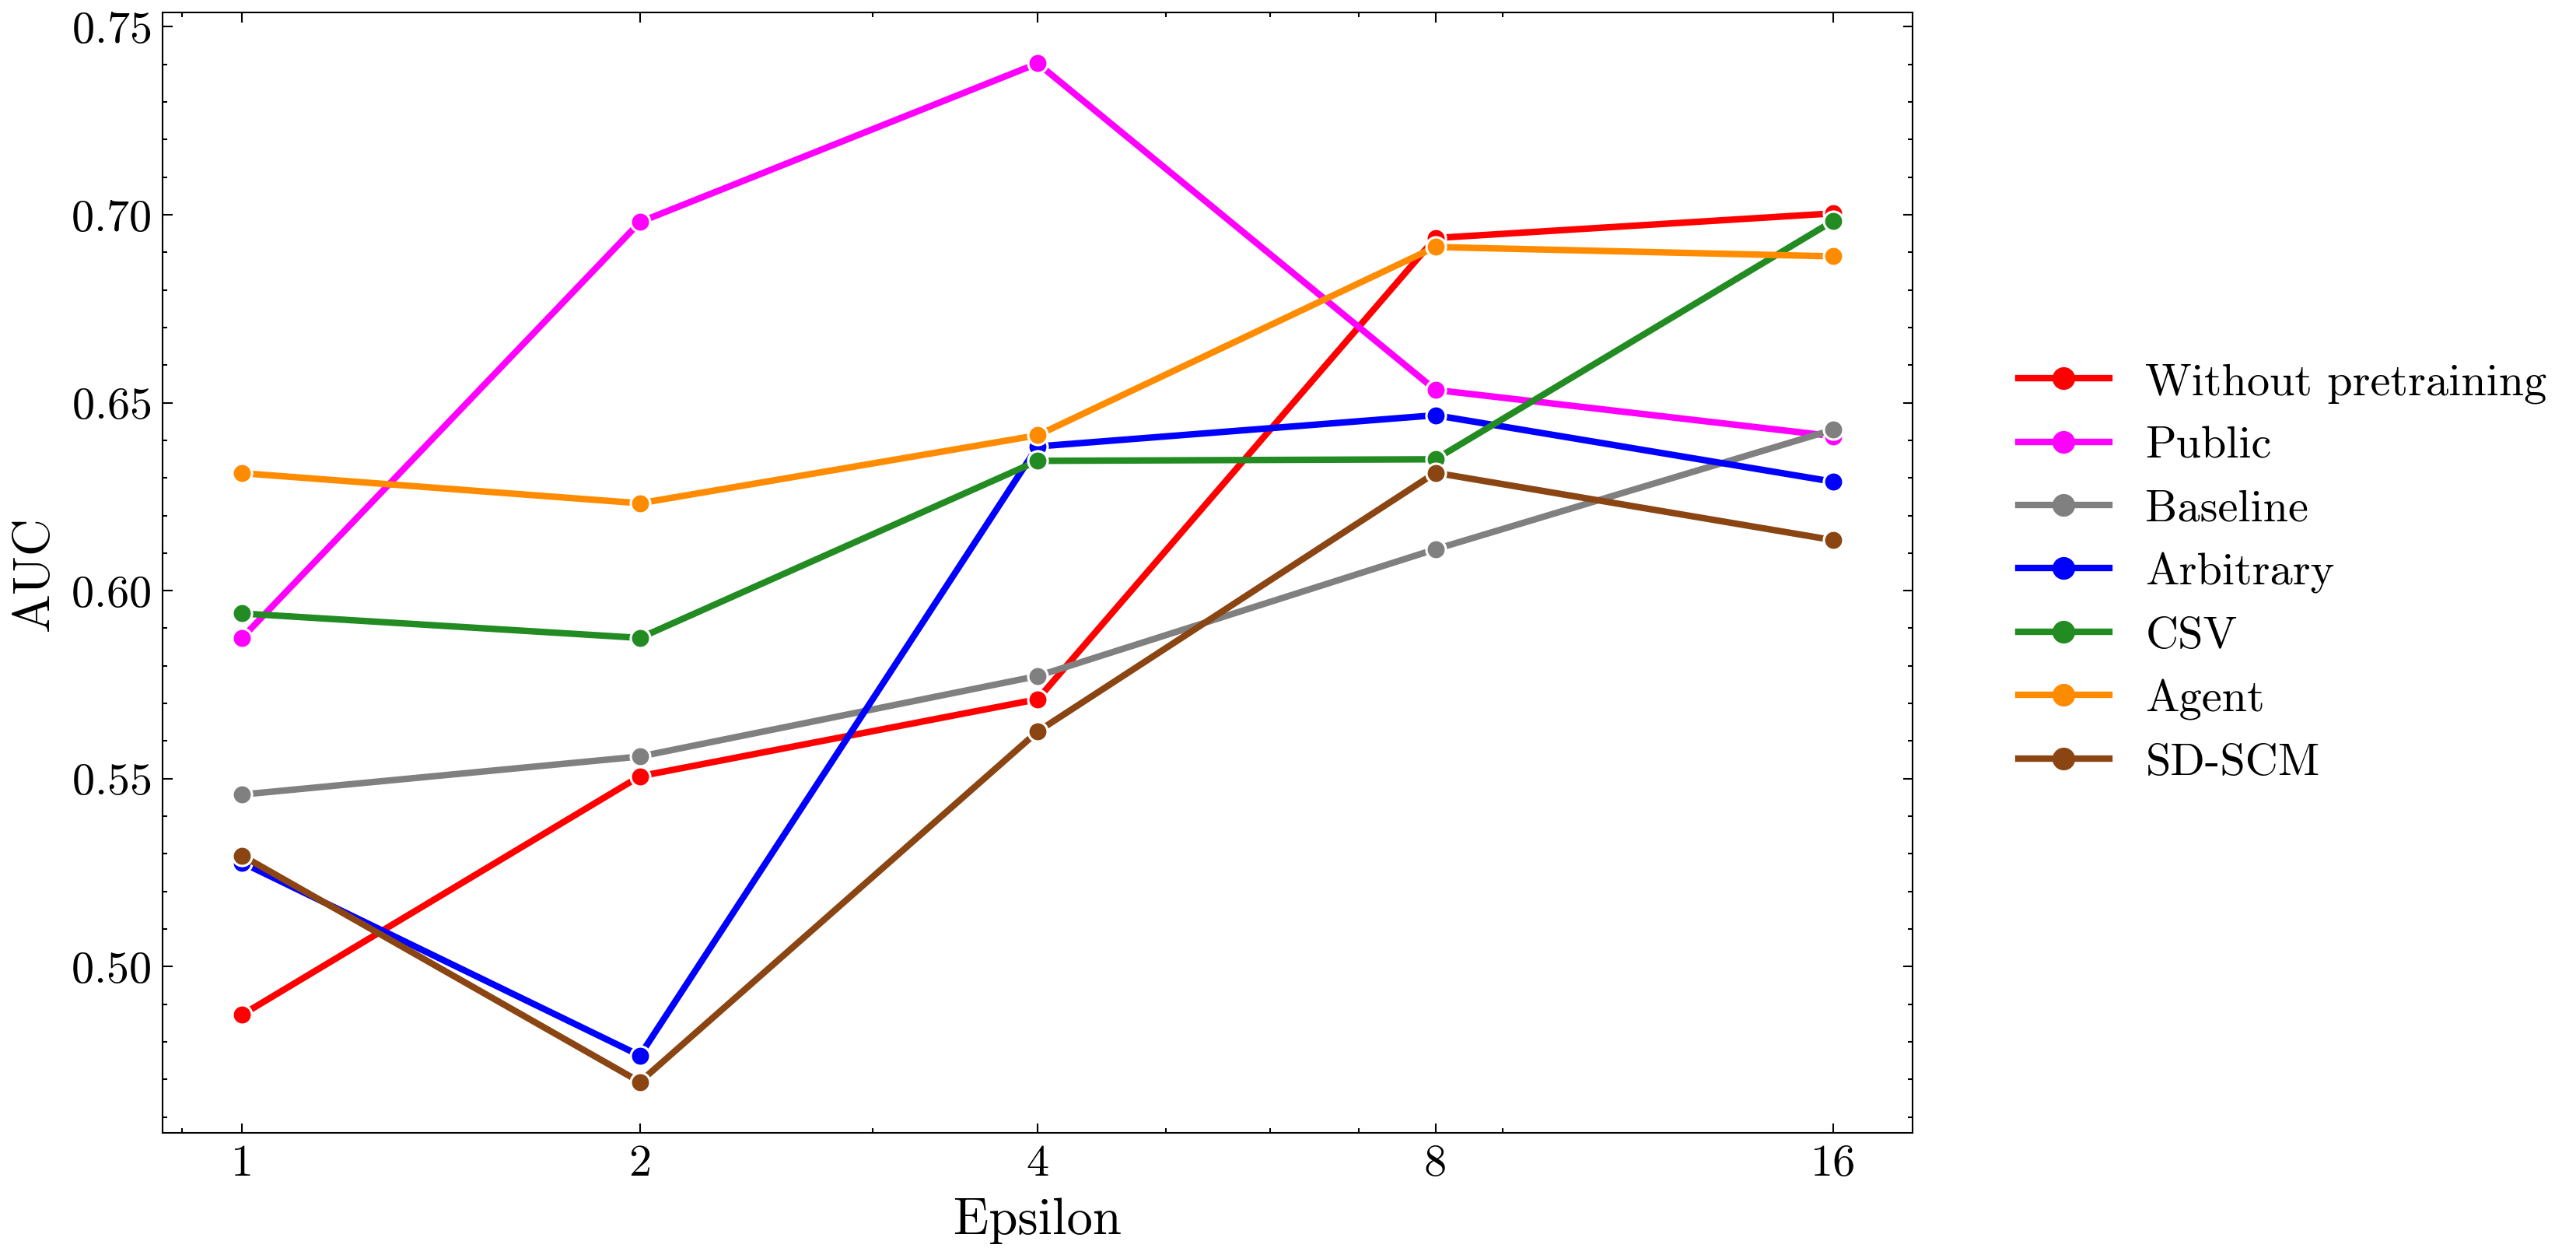 0.75
0.70
0.65
0.60
0.55
0.50
AUC
1 2 4 8 16
Epsilon
Without pretraining
Public
Baseline
Arbitrary
CSV
Agent
SD-SCM